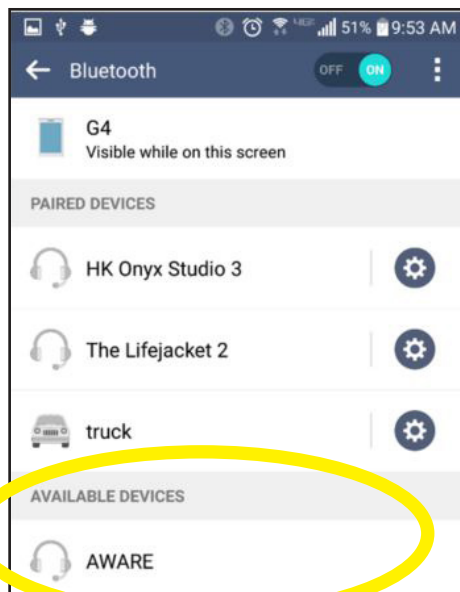 51% 9:53 AM
Bluetooth OFF ON
G4
Visible while on this screen
PAIRED DEVICES
HK Onyx Studio 3
The Lifejacket 2
truck
AVAILABLE DEVICES
AWARE